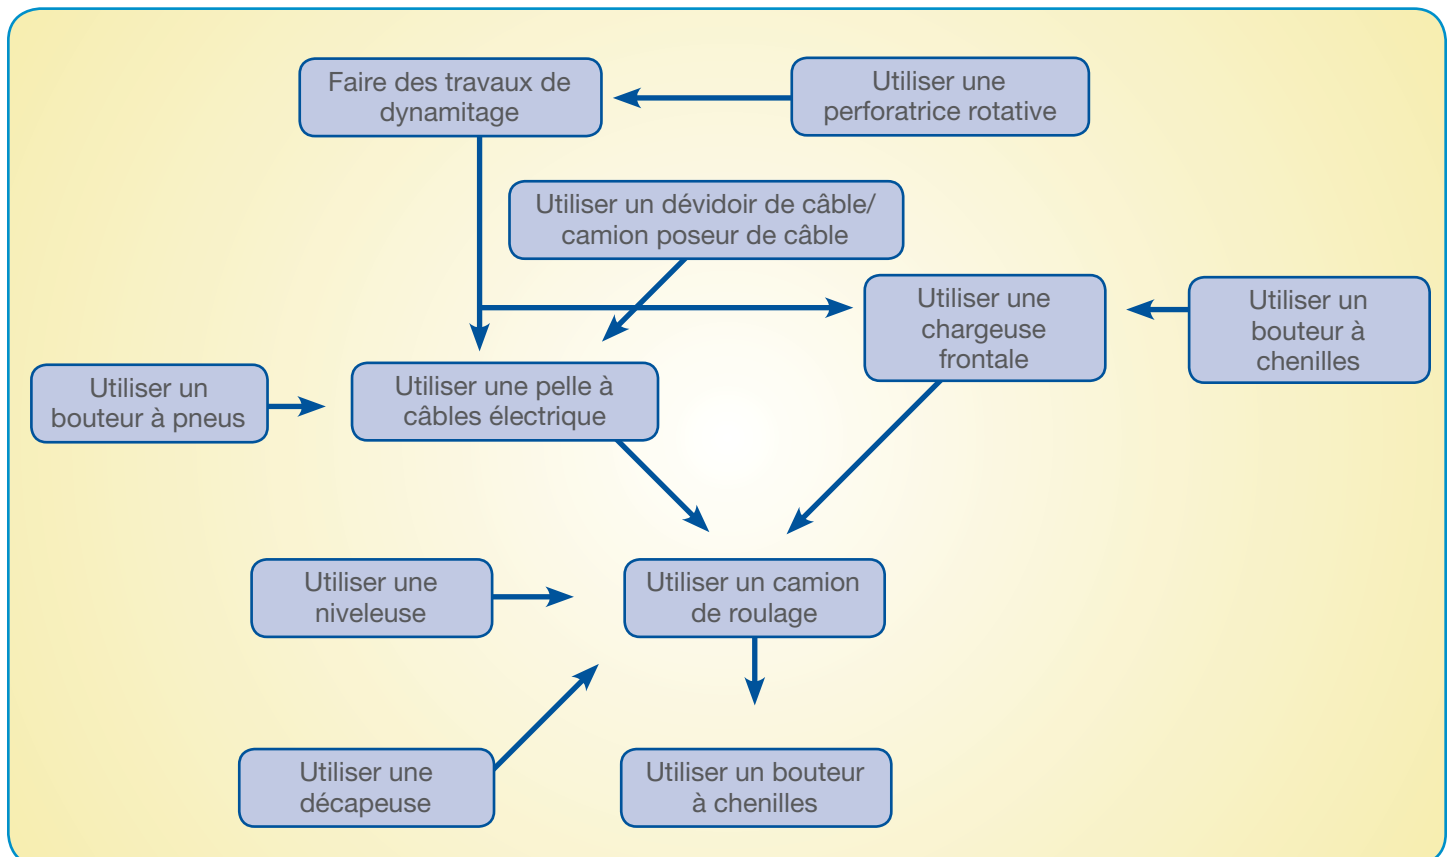 Faire des travaux de
dynamitage
Utiliser une
perforatrice rotative
Utiliser un dévidoir de câble/
camion poseur de câble
Utiliser une
chargeuse
frontale
Utiliser un
bouteur à
chenilles
Utiliser un
bouteur à pneus
Utiliser une pelle à
câbles électrique
Utiliser une
niveleuse
Utiliser un camion
de roulage
Utiliser une
décapeuse
Utiliser un bouteur
à chenilles